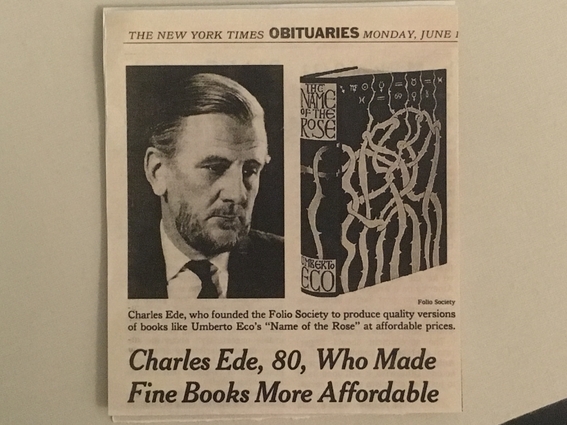 THE NEW YORK TIMES OBITUARIES MONDAY, JUNE
THE
NAME
OF THE
ROSE
UMBERTO
ECO
Folio Society
Charles Ede, who founded the Folio Society to produce quality versions
of books like Umberto Eco's “Name of the Rose” at affordable prices.
Charles Ede, 80, Who Made
Fine Books More Affordable